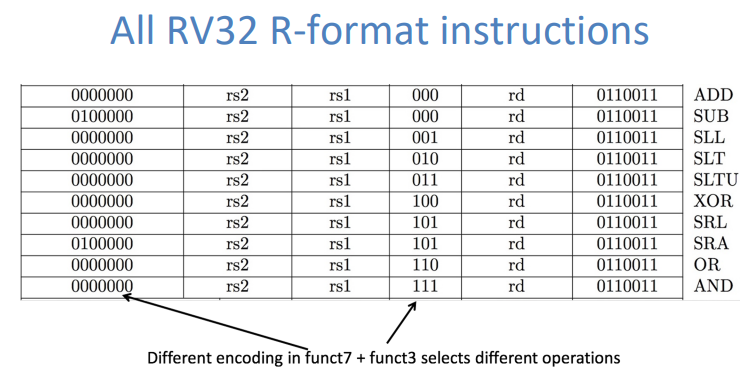 All RV32 R-format instructions
0000000 rs2 rs1 000 rd 0110011 ADD
0100000 rs2 rs1 000 rd 0110011 SUB
0000000 rs2 rs1 001 rd 0110011 SLL
0000000 rs2 rs1 010 rd 0110011 SLT
0000000 rs2 rs1 011 rd 0110011 SLTU
0000000 rs2 rs1 100 rd 0110011 XOR
0000000 rs2 rs1 101 rd 0110011 SRL
0100000 rs2 rs1 101 rd 0110011 SRA
0000000 rs2 rs1 110 rd 0110011 OR
0000000 rs2 rs1 111 rd 0110011 AND
Different encoding in funct7 + funct3 selects different operations